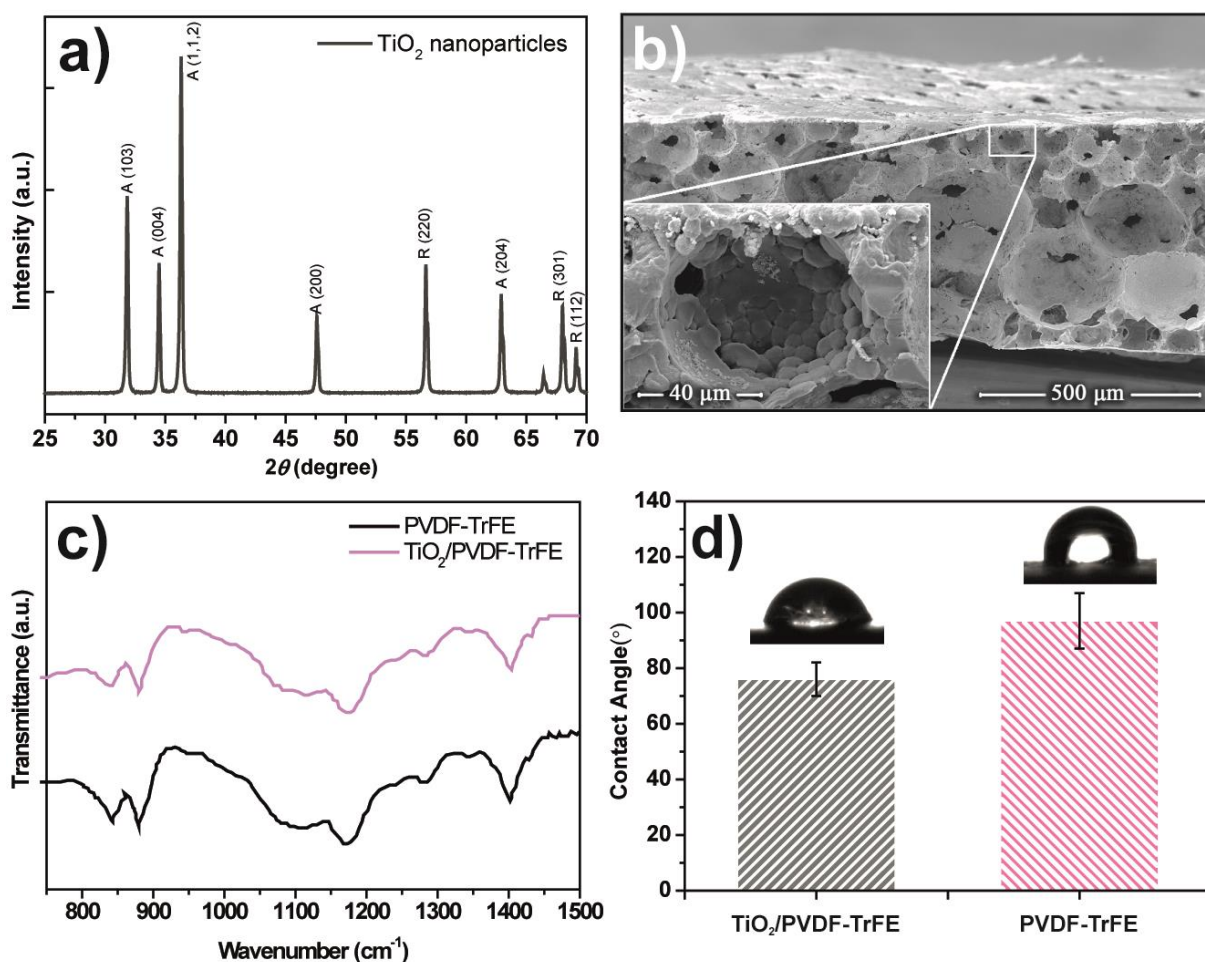 a)
TiO₂ nanoparticles
A (103)
A (004)
A (1,1,2)
A (200)
R (220)
A (204)
R (301)
R (112)
Intensity (a.u.)
25 30 35 40 45 50 55 60 65 70
2θ (degree)
b)
40 µm
500 µm
c)
PVDF-TrFE
TiO₂/PVDF-TrFE
Transmittance (a.u.)
800 900 1000 1100 1200 1300 1400 1500
Wavenumber (cm⁻¹)
d)
140
120
100
80
60
40
20
0
Contact Angle(°)
TiO₂/PVDF-TrFE PVDF-TrFE